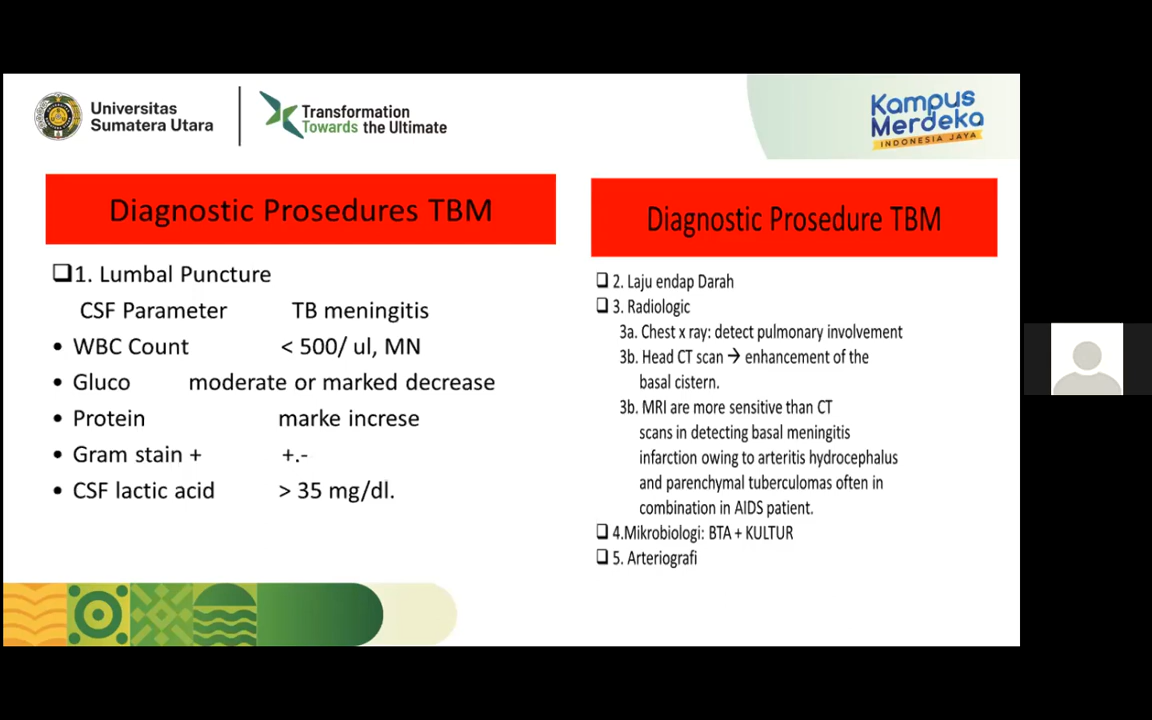 Universitas
Sumatera Utara
Transformation
Towards the Ultimate
Kampus
Merdeka
INDONESIA JAYA
Diagnostic Prosedures TBM
❑1. Lumbal Puncture
CSF Parameter TB meningitis
• WBC Count < 500/ ul, MN
• Gluco moderate or marked decrease
• Protein marke increse
• Gram stain + +.-
• CSF lactic acid > 35 mg/dl.
Diagnostic Prosedure TBM
❑ 2. Laju endap Darah
❑ 3. Radiologic
3a. Chest x ray: detect pulmonary involvement
3b. Head CT scan → enhancement of the
basal cistern.
3b. MRI are more sensitive than CT
scans in detecting basal meningitis
infarction owing to arteritis hydrocephalus
and parenchymal tuberculomas often in
combination in AIDS patient.
❑ 4.Mikrobiologi: BTA + KULTUR
❑ 5. Arteriografi